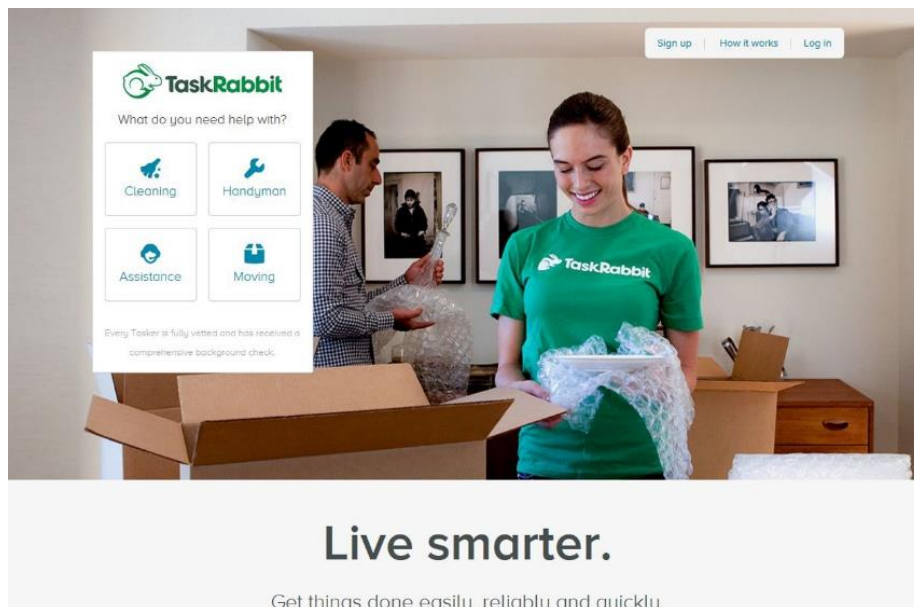 Sign up
How it works
Log in
TaskRabbit
What do you need help with?
Cleaning
Handyman
Assistance
Moving
Every Tasker is fully vetted and has received a
comprehensive background check.
TaskRabbit
Live smarter.
Get things done easily, reliably and quickly